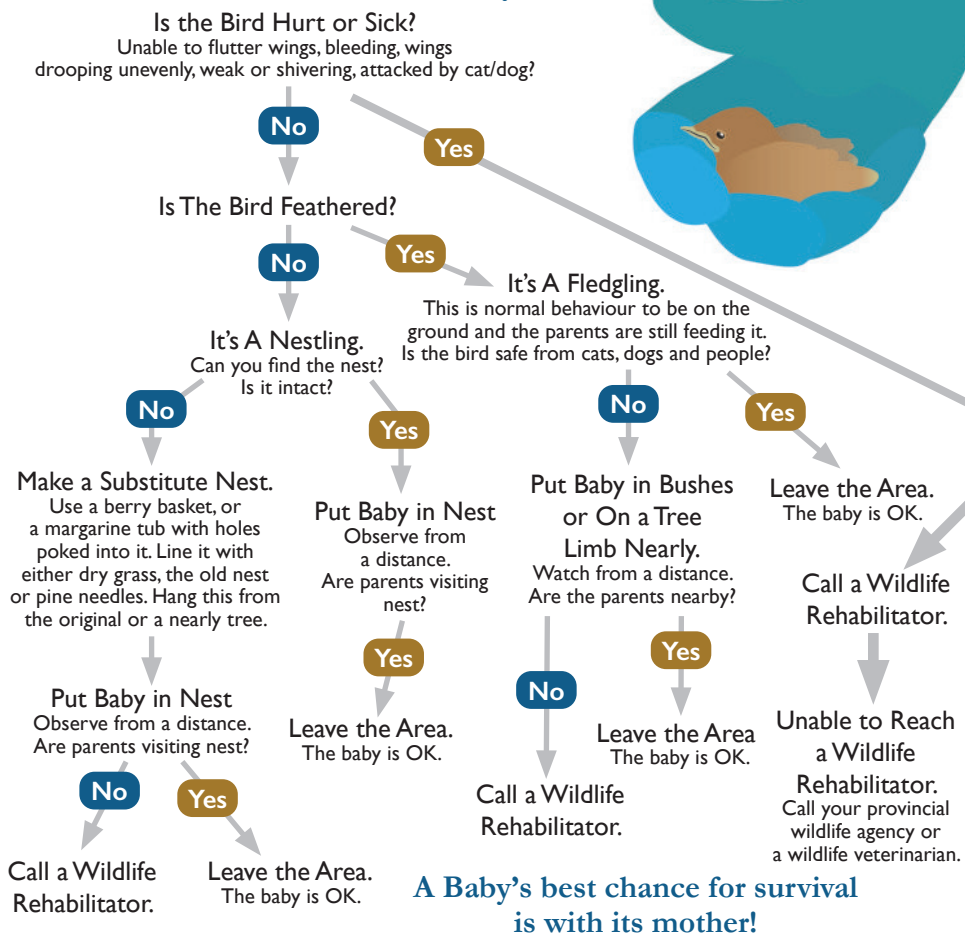 Is the Bird Hurt or Sick?
Unable to flutter wings, bleeding, wings
drooping unevenly, weak or shivering, attacked by cat/dog?
No
Yes
Is The Bird Feathered?
No
Yes
It's A Nestling.
Can you find the nest?
Is it intact?
It's A Fledgling.
This is normal behaviour to be on the
ground and the parents are still feeding it.
Is the bird safe from cats, dogs and people?
No
Yes
No
Yes
Make a Substitute Nest.
Use a berry basket, or
a margarine tub with holes
poked into it. Line it with
either dry grass, the old nest
or pine needles. Hang this from
the original or a nearly tree.
Put Baby in Nest
Observe from
a distance.
Are parents visiting
nest?
Put Baby in Bushes
or On a Tree
Limb Nearly.
Watch from a distance.
Are the parents nearby?
Leave the Area.
The baby is OK.
Call a Wildlife
Rehabilitator.
Yes
No
Yes
Put Baby in Nest
Observe from a distance.
Are parents visiting nest?
Leave the Area.
The baby is OK.
Leave the Area
The baby is OK.
Unable to Reach
a Wildlife
Rehabilitator.
Call your provincial
wildlife agency or
a wildlife veterinarian.
No
Yes
Call a Wildlife
Rehabilitator.
Call a Wildlife
Rehabilitator.
Leave the Area.
The baby is OK.
A Baby's best chance for survival
is with its mother!